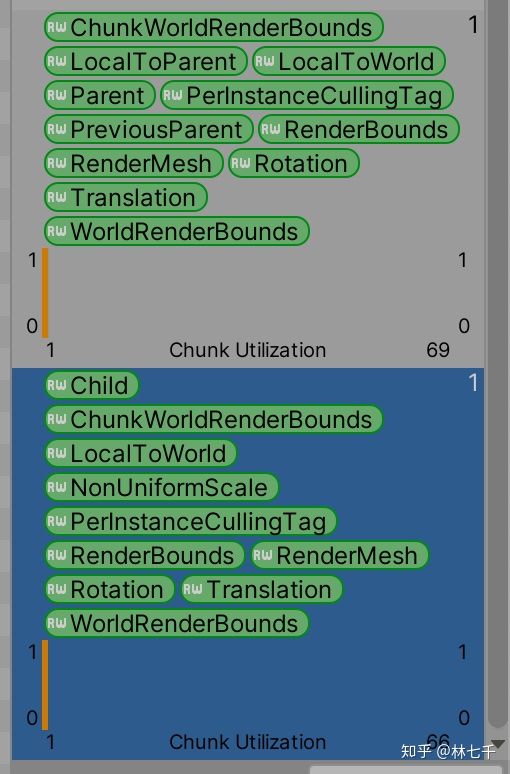 RW ChunkWorldRenderBounds 1
RW LocalToParent RW LocalToWorld
RW Parent RW PerInstanceCullingTag
RW PreviousParent RW RenderBounds
RW RenderMesh RW Rotation
RW Translation
RW WorldRenderBounds
1 1
0 0
1 Chunk Utilization 69
RW Child 1
RW ChunkWorldRenderBounds
RW LocalToWorld
RW NonUniformScale
RW PerInstanceCullingTag
RW RenderBounds RW RenderMesh
RW Rotation RW Translation
RW WorldRenderBounds
1 1
0 0
1 Chunk Utilization 66
知乎 @林七千